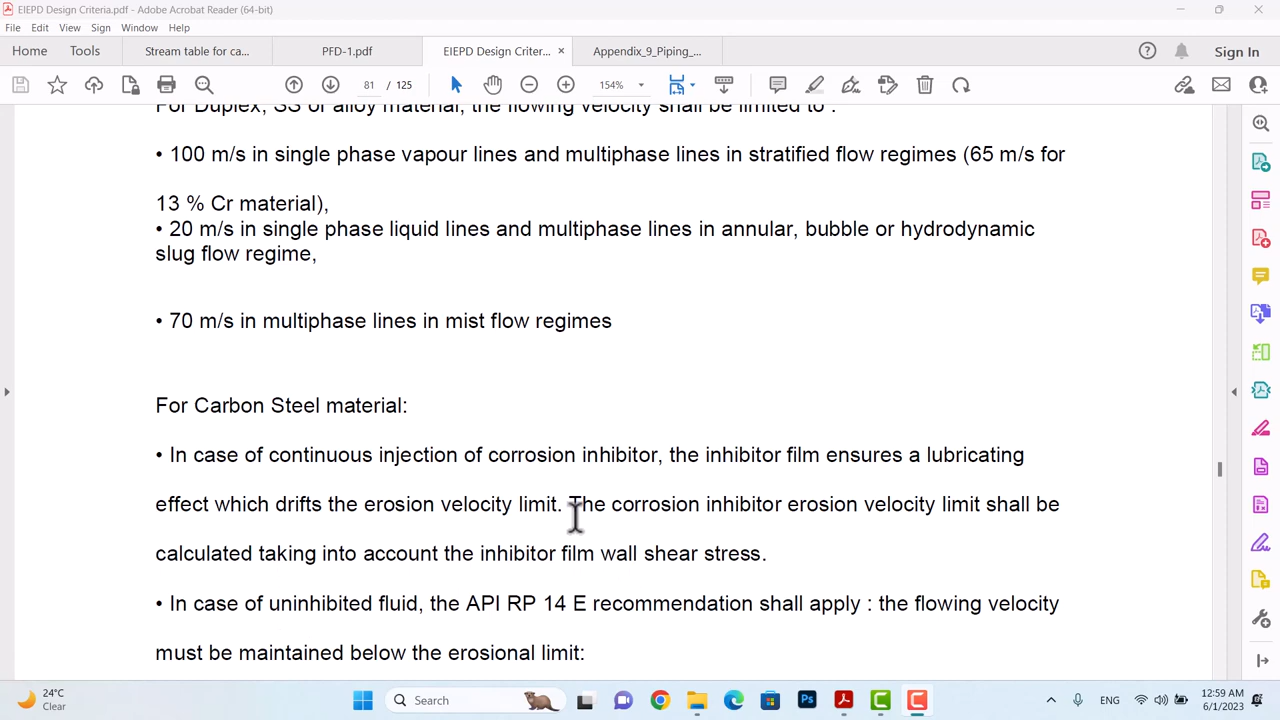 EIEPD Design Criteria.pdf - Adobe Acrobat Reader (64-bit)
File Edit View Sign Window Help
Home Tools Stream table for ca... PFD-1.pdf EIEPD Design Criter... × Appendix_9_Piping_... Sign In
81 / 125 154%
For Duplex, SS or alloy material, the flowing velocity shall be limited to :
• 100 m/s in single phase vapour lines and multiphase lines in stratified flow regimes (65 m/s for
13 % Cr material),
• 20 m/s in single phase liquid lines and multiphase lines in annular, bubble or hydrodynamic
slug flow regime,
• 70 m/s in multiphase lines in mist flow regimes
For Carbon Steel material:
• In case of continuous injection of corrosion inhibitor, the inhibitor film ensures a lubricating
effect which drifts the erosion velocity limit. The corrosion inhibitor erosion velocity limit shall be
calculated taking into account the inhibitor film wall shear stress.
• In case of uninhibited fluid, the API RP 14 E recommendation shall apply : the flowing velocity
must be maintained below the erosional limit:
24°C
Clear
Search
Ps
ENG
12:59 AM
6/1/2023